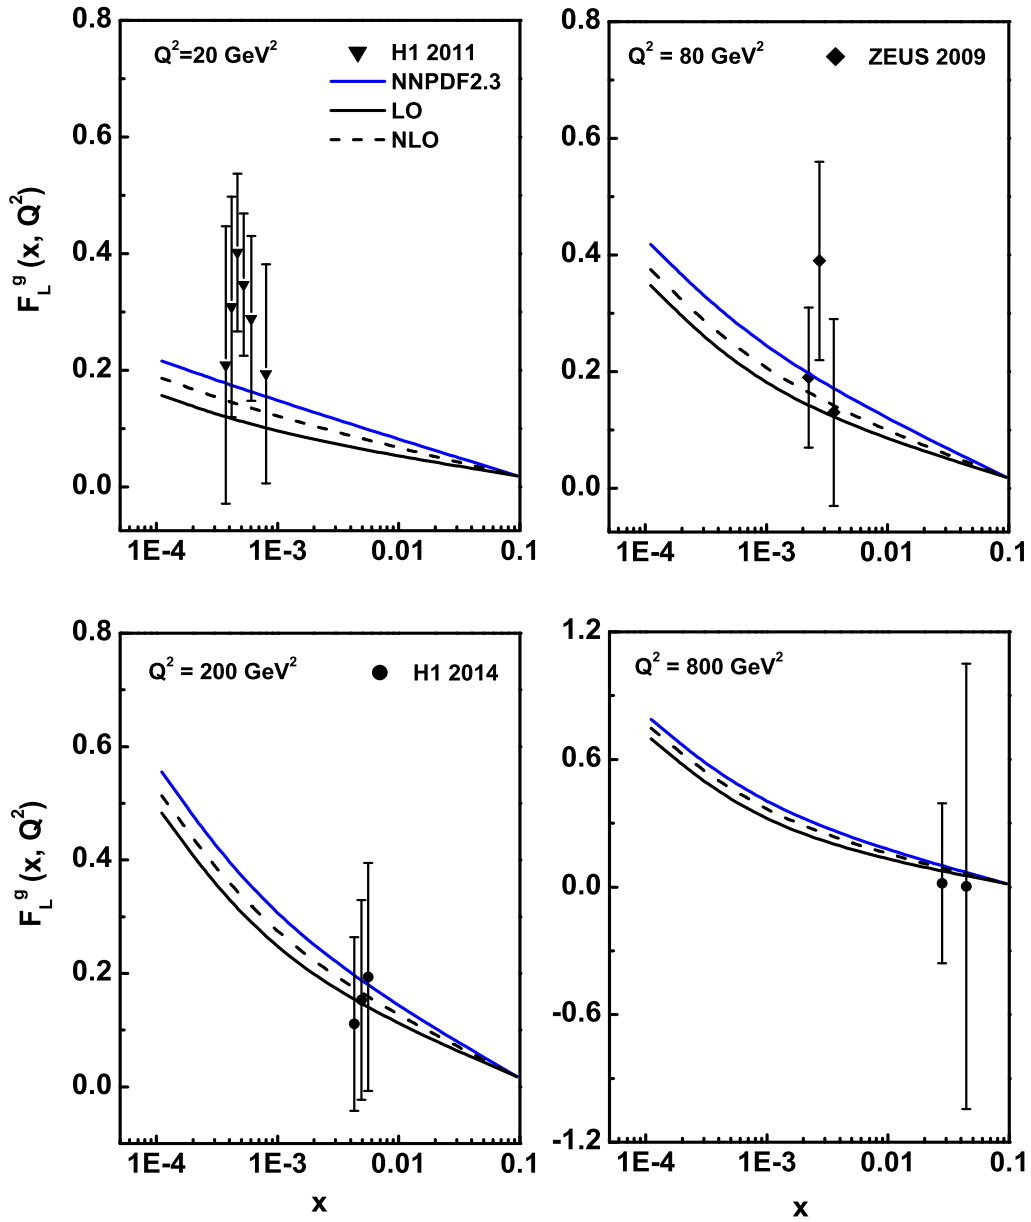 0.8
0.6
0.4
0.2
0.0
F_L^g (x, Q^2)
Q^2=20 GeV^2
H1 2011
NNPDF2.3
LO
NLO
1E-4 1E-3 0.01 0.1
0.8
0.6
0.4
0.2
0.0
Q^2 = 80 GeV^2
ZEUS 2009
1E-4 1E-3 0.01 0.1
0.8
0.6
0.4
0.2
0.0
F_L^g (x, Q^2)
Q^2 = 200 GeV^2
H1 2014
1E-4 1E-3 0.01 0.1
x
1.2
0.6
0.0
-0.6
-1.2
Q^2 = 800 GeV^2
1E-4 1E-3 0.01 0.1
x